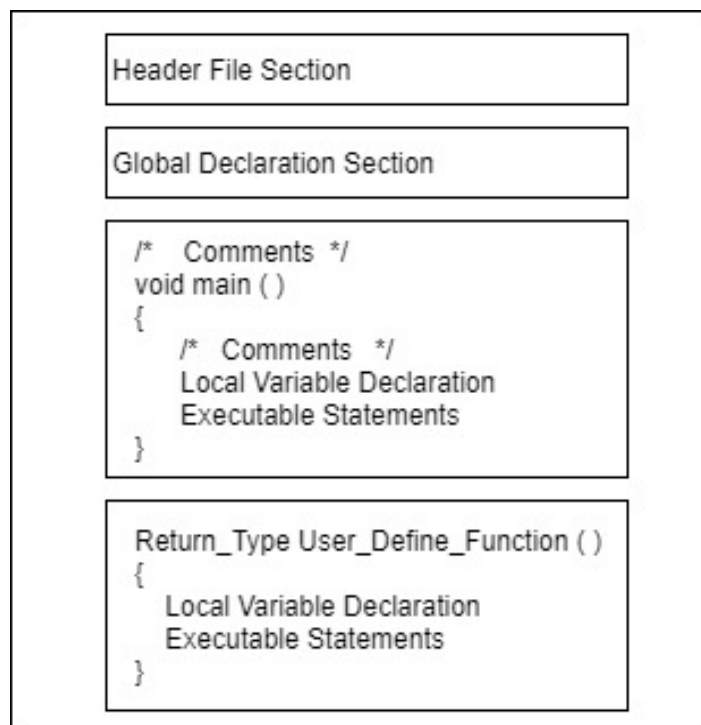 Header File Section
Global Declaration Section
/* Comments */
void main ( )
{
/* Comments */
Local Variable Declaration
Executable Statements
}
Return_Type User_Define_Function ( )
{
Local Variable Declaration
Executable Statements
}